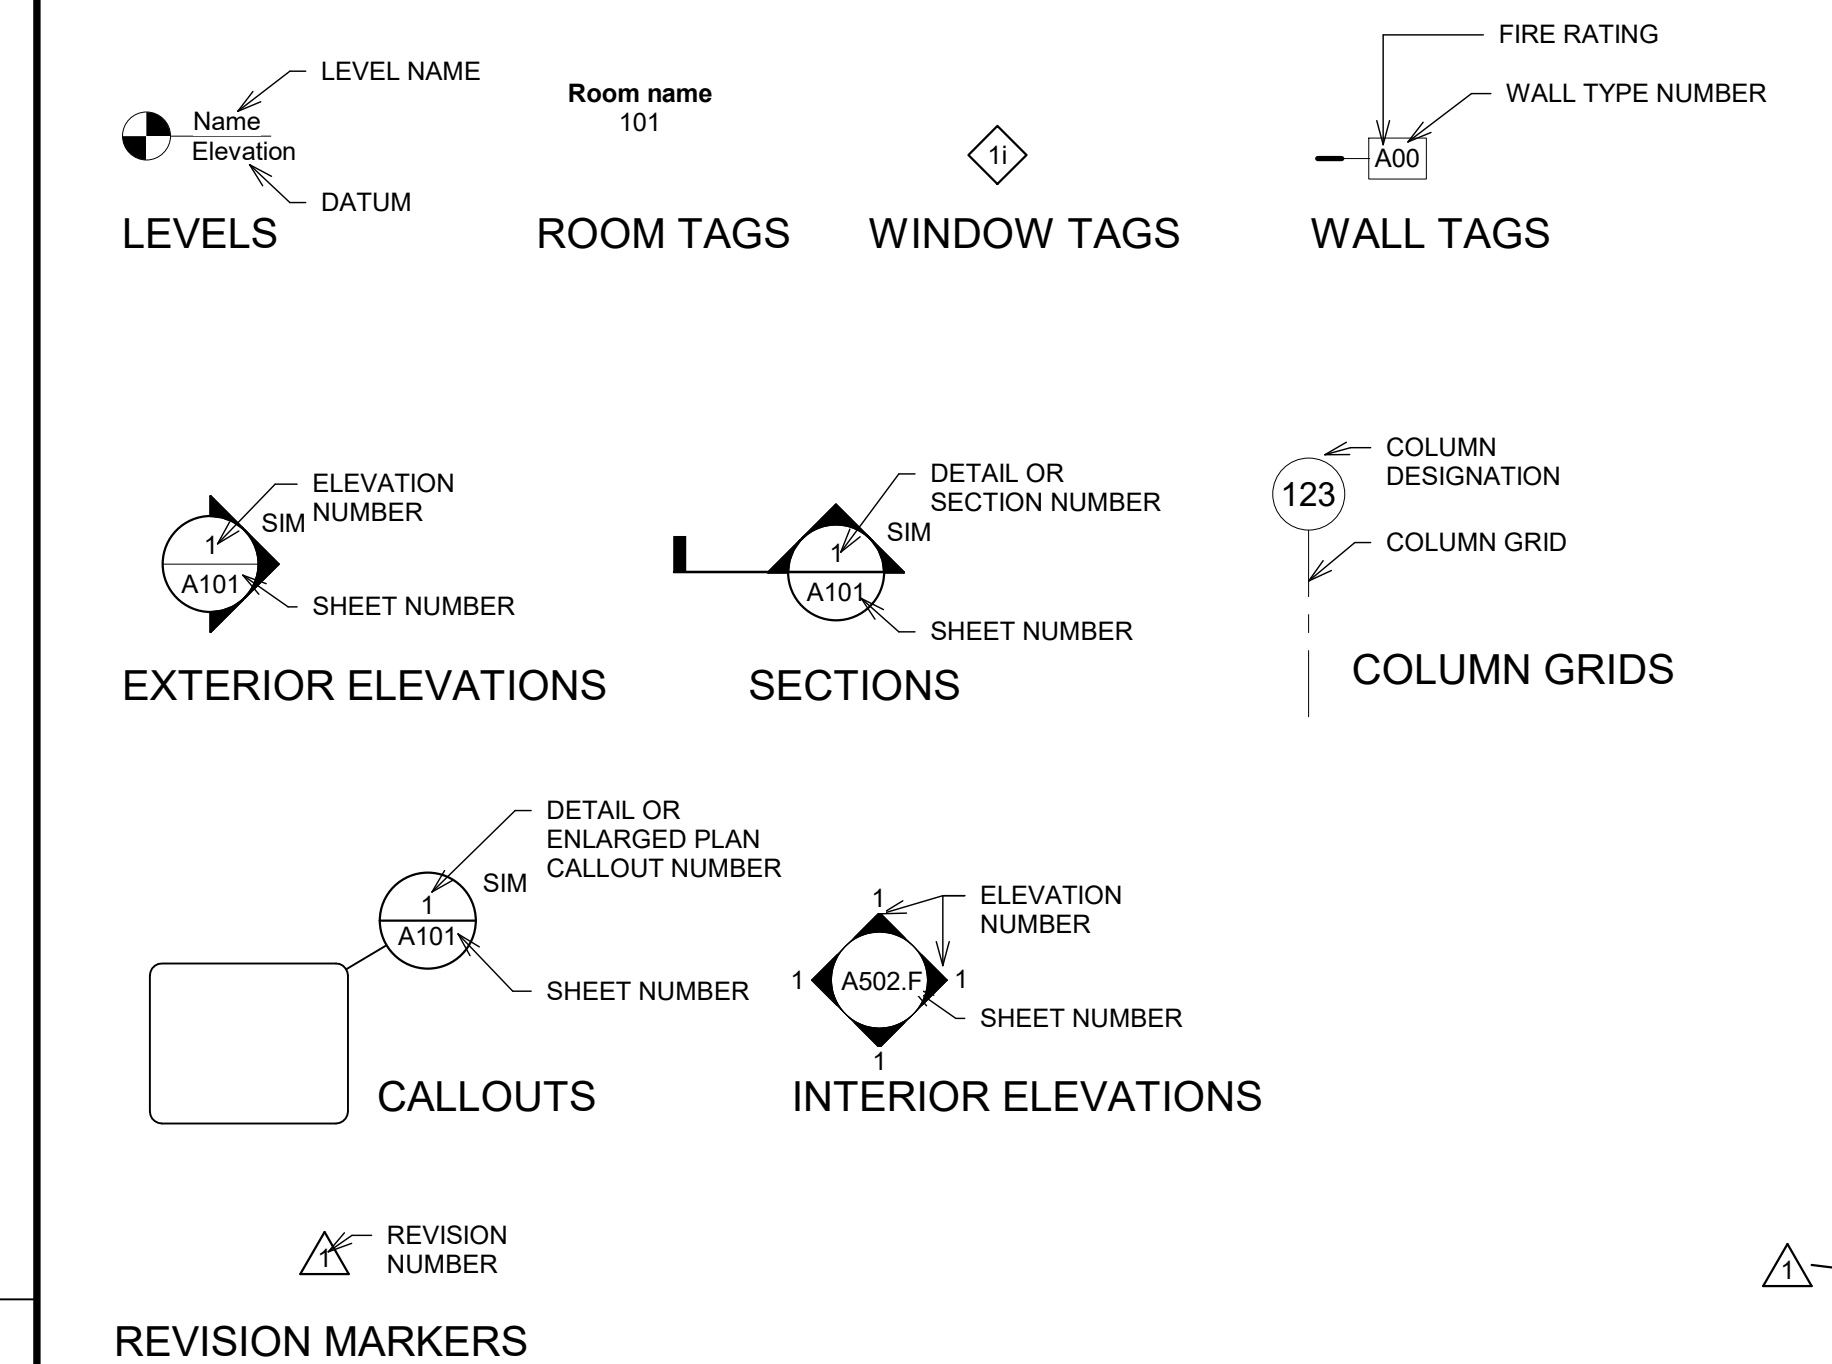 FIRE RATING
LEVEL NAME
Room name
WALL TYPE NUMBER
Name
101
Elevation
1i
A00
DATUM
LEVELS
ROOM TAGS
WINDOW TAGS
WALL TAGS
COLUMN
DESIGNATION
ELEVATION
NUMBER
SIM
1
A101
SHEET NUMBER
DETAIL OR
SECTION NUMBER
SIM
1
A101
SHEET NUMBER
123
COLUMN GRID
EXTERIOR ELEVATIONS
SECTIONS
COLUMN GRIDS
DETAIL OR
ENLARGED PLAN
CALLOUT NUMBER
SIM
1
A101
SHEET NUMBER
ELEVATION
NUMBER
1
1
A502.F
1
SHEET NUMBER
1
CALLOUTS
INTERIOR ELEVATIONS
REVISION
NUMBER
1
1
REVISION MARKERS